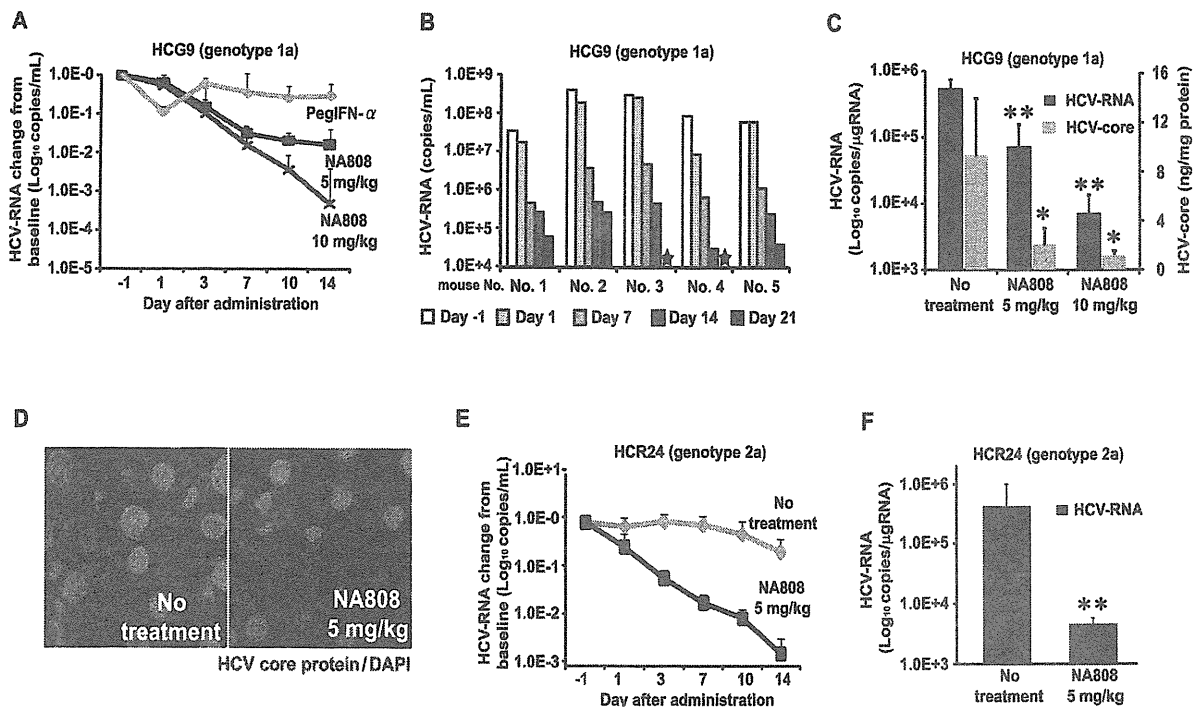 A
HCG9 (genotype 1a)
HCV-RNA change from
baseline (Log₁₀ copies/mL)
1.0E-0
1.0E-1
1.0E-2
1.0E-3
1.0E-4
1.0E-5
PegIFN-α
NA808
5 mg/kg
NA808
10 mg/kg
-1 1 3 7 10 14
Day after administration
B
HCG9 (genotype 1a)
HCV-RNA (copies/mL)
1.0E+9
1.0E+8
1.0E+7
1.0E+6
1.0E+5
1.0E+4
mouse No. No. 1 No. 2 No. 3 No. 4 No. 5
Day -1 Day 1 Day 7 Day 14 Day 21
C
HCG9 (genotype 1a)
HCV-RNA
(Log₁₀ copies/μgRNA)
1.0E+6
1.0E+5
1.0E+4
1.0E+3
HCV-RNA
HCV-core
**
*
**
*
16
12
8
4
0
HCV-core (ng/mg protein)
No
treatment
NA808
5 mg/kg
NA808
10 mg/kg
D
No
treatment
NA808
5 mg/kg
HCV core protein/DAPI
E
HCR24 (genotype 2a)
HCV-RNA change from
baseline (Log₁₀ copies/mL)
1.0E+1
1.0E-0
1.0E-1
1.0E-2
1.0E-3
No
treatment
NA808
5 mg/kg
-1 1 3 7 10 14
Day after administration
F
HCR24 (genotype 2a)
HCV-RNA
(Log₁₀ copies/μgRNA)
1.0E+6
1.0E+5
1.0E+4
1.0E+3
HCV-RNA
**
No
treatment
NA808
5 mg/kg